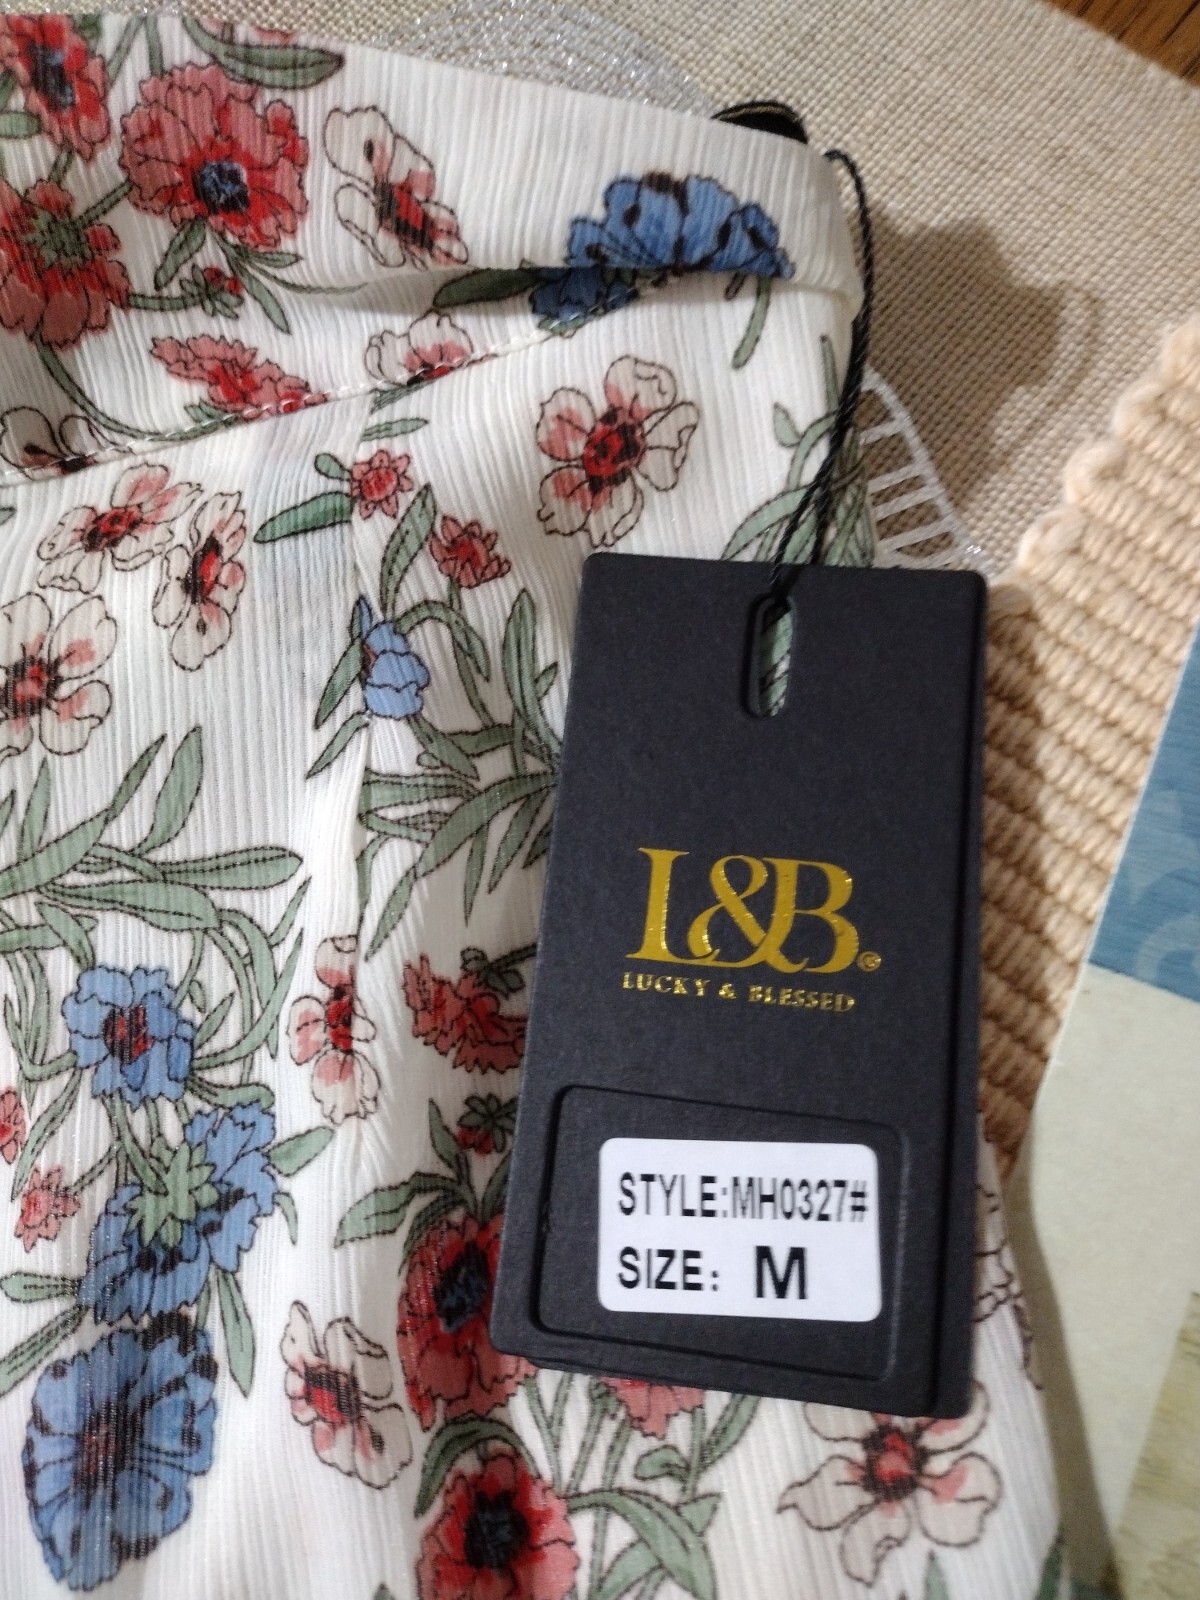 L&B®
LUCKY & BLESSED
STYLE:MH0327#
SIZE: M